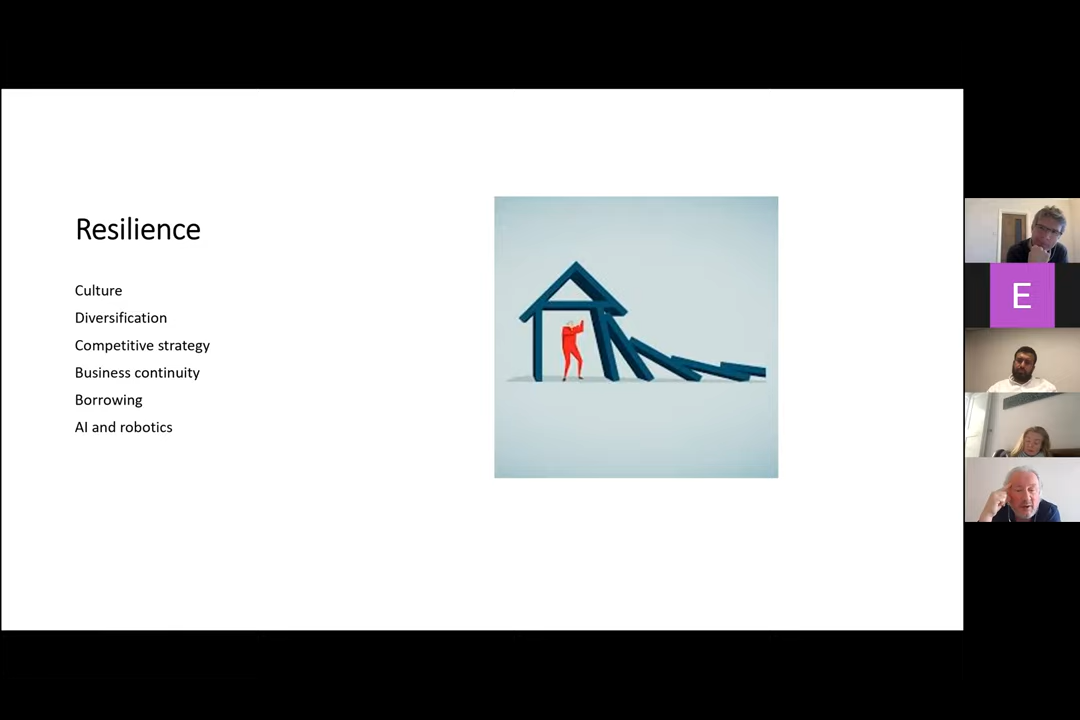 Resilience
Culture
Diversification
Competitive strategy
Business continuity
Borrowing
AI and robotics
E